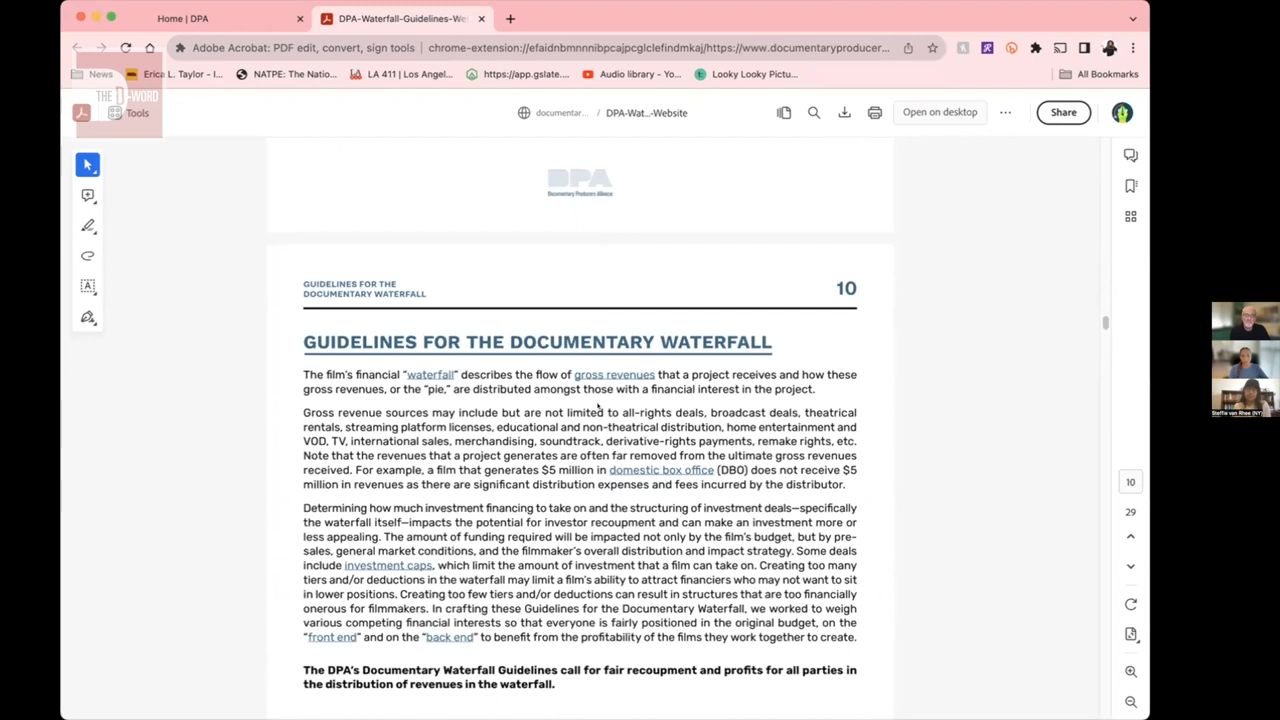 Home | DPA
DPA-Waterfall-Guidelines-We
Adobe Acrobat: PDF edit, convert, sign tools
chrome-extension://efaidnbmnnnibpcajpcglclefindmkaj/https://www.documentaryproducer...
News
Erica L. Taylor - I...
NATPE: The Natio...
LA 411 | Los Angel...
https://app.gslate....
Audio library - Yo...
Looky Looky Pictu...
All Bookmarks
THE D-WORD
Tools
documentar...
/ DPA-Wat...-Website
Open on desktop
Share
DPA
Documentary Producers Alliance
GUIDELINES FOR THE
DOCUMENTARY WATERFALL
10
GUIDELINES FOR THE DOCUMENTARY WATERFALL
The film's financial "waterfall" describes the flow of gross revenues that a project receives and how these
gross revenues, or the "pie," are distributed amongst those with a financial interest in the project.
Gross revenue sources may include but are not limited to all-rights deals, broadcast deals, theatrical
rentals, streaming platform licenses, educational and non-theatrical distribution, home entertainment and
VOD, TV, international sales, merchandising, soundtrack, derivative-rights payments, remake rights, etc.
Note that the revenues that a project generates are often far removed from the ultimate gross revenues
received. For example, a film that generates $5 million in domestic box office (DBO) does not receive $5
million in revenues as there are significant distribution expenses and fees incurred by the distributor.
Determining how much investment financing to take on and the structuring of investment deals—specifically
the waterfall itself—impacts the potential for investor recoupment and can make an investment more or
less appealing. The amount of funding required will be impacted not only by the film's budget, but by pre-
sales, general market conditions, and the filmmaker's overall distribution and impact strategy. Some deals
include investment caps, which limit the amount of investment that a film can take on. Creating too many
tiers and/or deductions in the waterfall may limit a film's ability to attract financiers who may not want to sit
in lower positions. Creating too few tiers and/or deductions can result in structures that are too financially
onerous for filmmakers. In crafting these Guidelines for the Documentary Waterfall, we worked to weigh
various competing financial interests so that everyone is fairly positioned in the original budget, on the
"front end" and on the "back end" to benefit from the profitability of the films they work together to create.
The DPA's Documentary Waterfall Guidelines call for fair recoupment and profits for all parties in
the distribution of revenues in the waterfall.
10
29
Steffie van Rhee (NY)